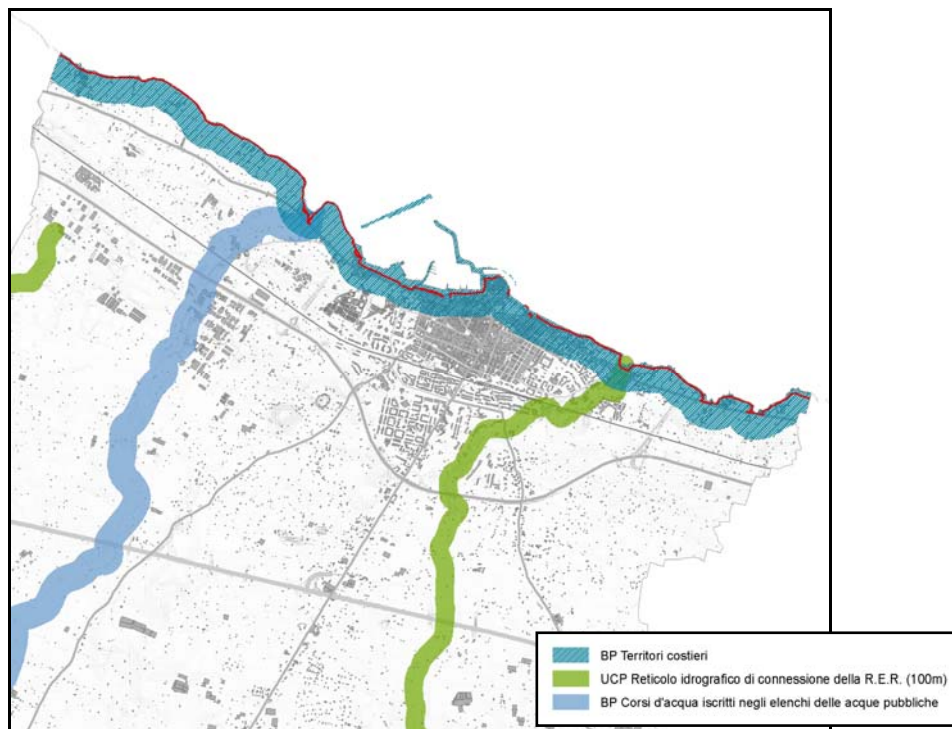 BP Territori costieri
UCP Reticolo idrografico di connessione della R.E.R. (100m)
BP Corsi d'acqua iscritti negli elenchi delle acque pubbliche